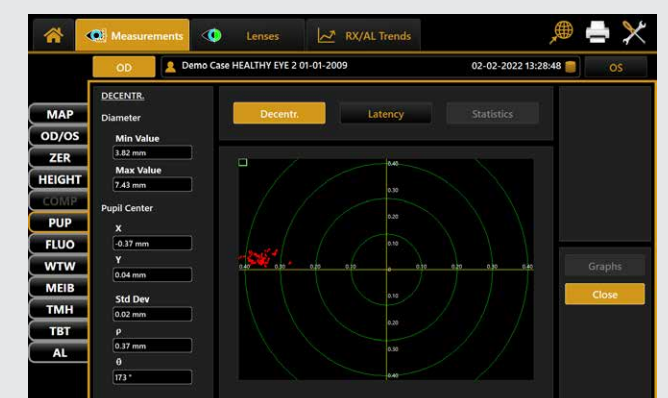 Measurements Lenses RX/AL Trends
OD Demo Case HEALTHY EYE 2 01-01-2009 02-02-2022 13:28:48 OS
MAP
OD/OS
ZER
HEIGHT
COMP
PUP
FLUO
WTW
MEIB
TMH
TBT
AL
DECENTR.
Diameter
Min Value
3.82 mm
Max Value
7.43 mm
Pupil Center
X
-0.37 mm
Y
0.04 mm
Std Dev
0.02 mm
ρ
0.37 mm
θ
173 °
Decentr. Latency Statistics
0.40
0.30
0.10
0.40 0.30 0.20 0.10 0 0.10 0.20 0.30 0.40
0.10
0.20
0.30
0.40
Graphs
Close